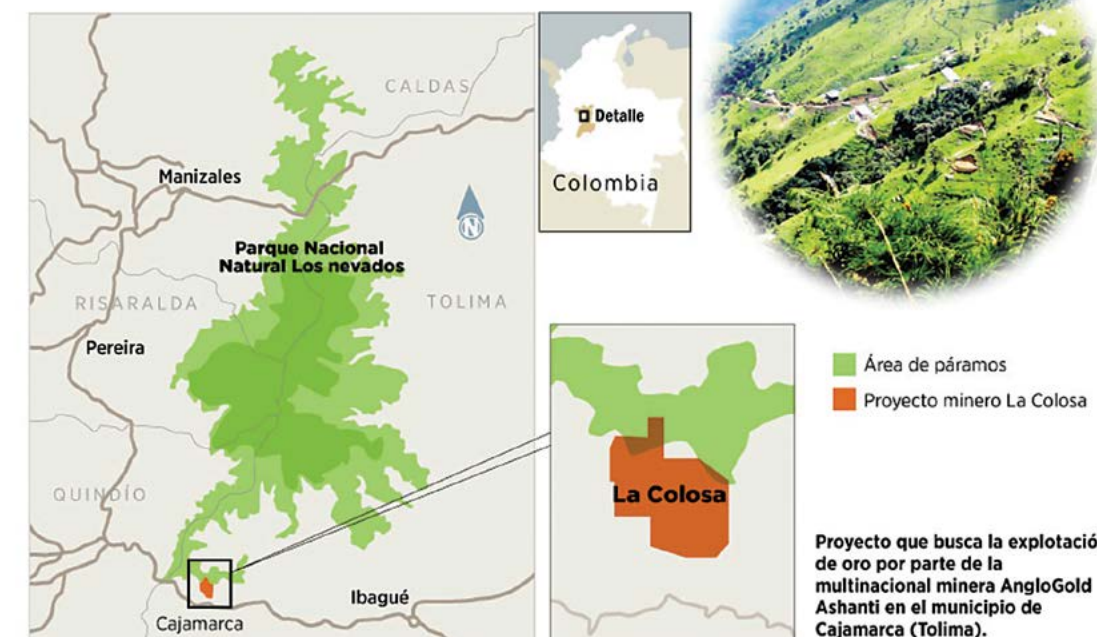 CALDAS
Manizales
N
Parque Nacional
Natural Los nevados
RISARALDA
TOLIMA
Pereira
QUINDÍO
Ibagué
Cajamarca
Detalle
Colombia
La Colosa
Área de páramos
Proyecto minero La Colosa
Proyecto que busca la explotació
de oro por parte de la
multinacional minera AngloGold
Ashanti en el municipio de
Cajamarca (Tolima).